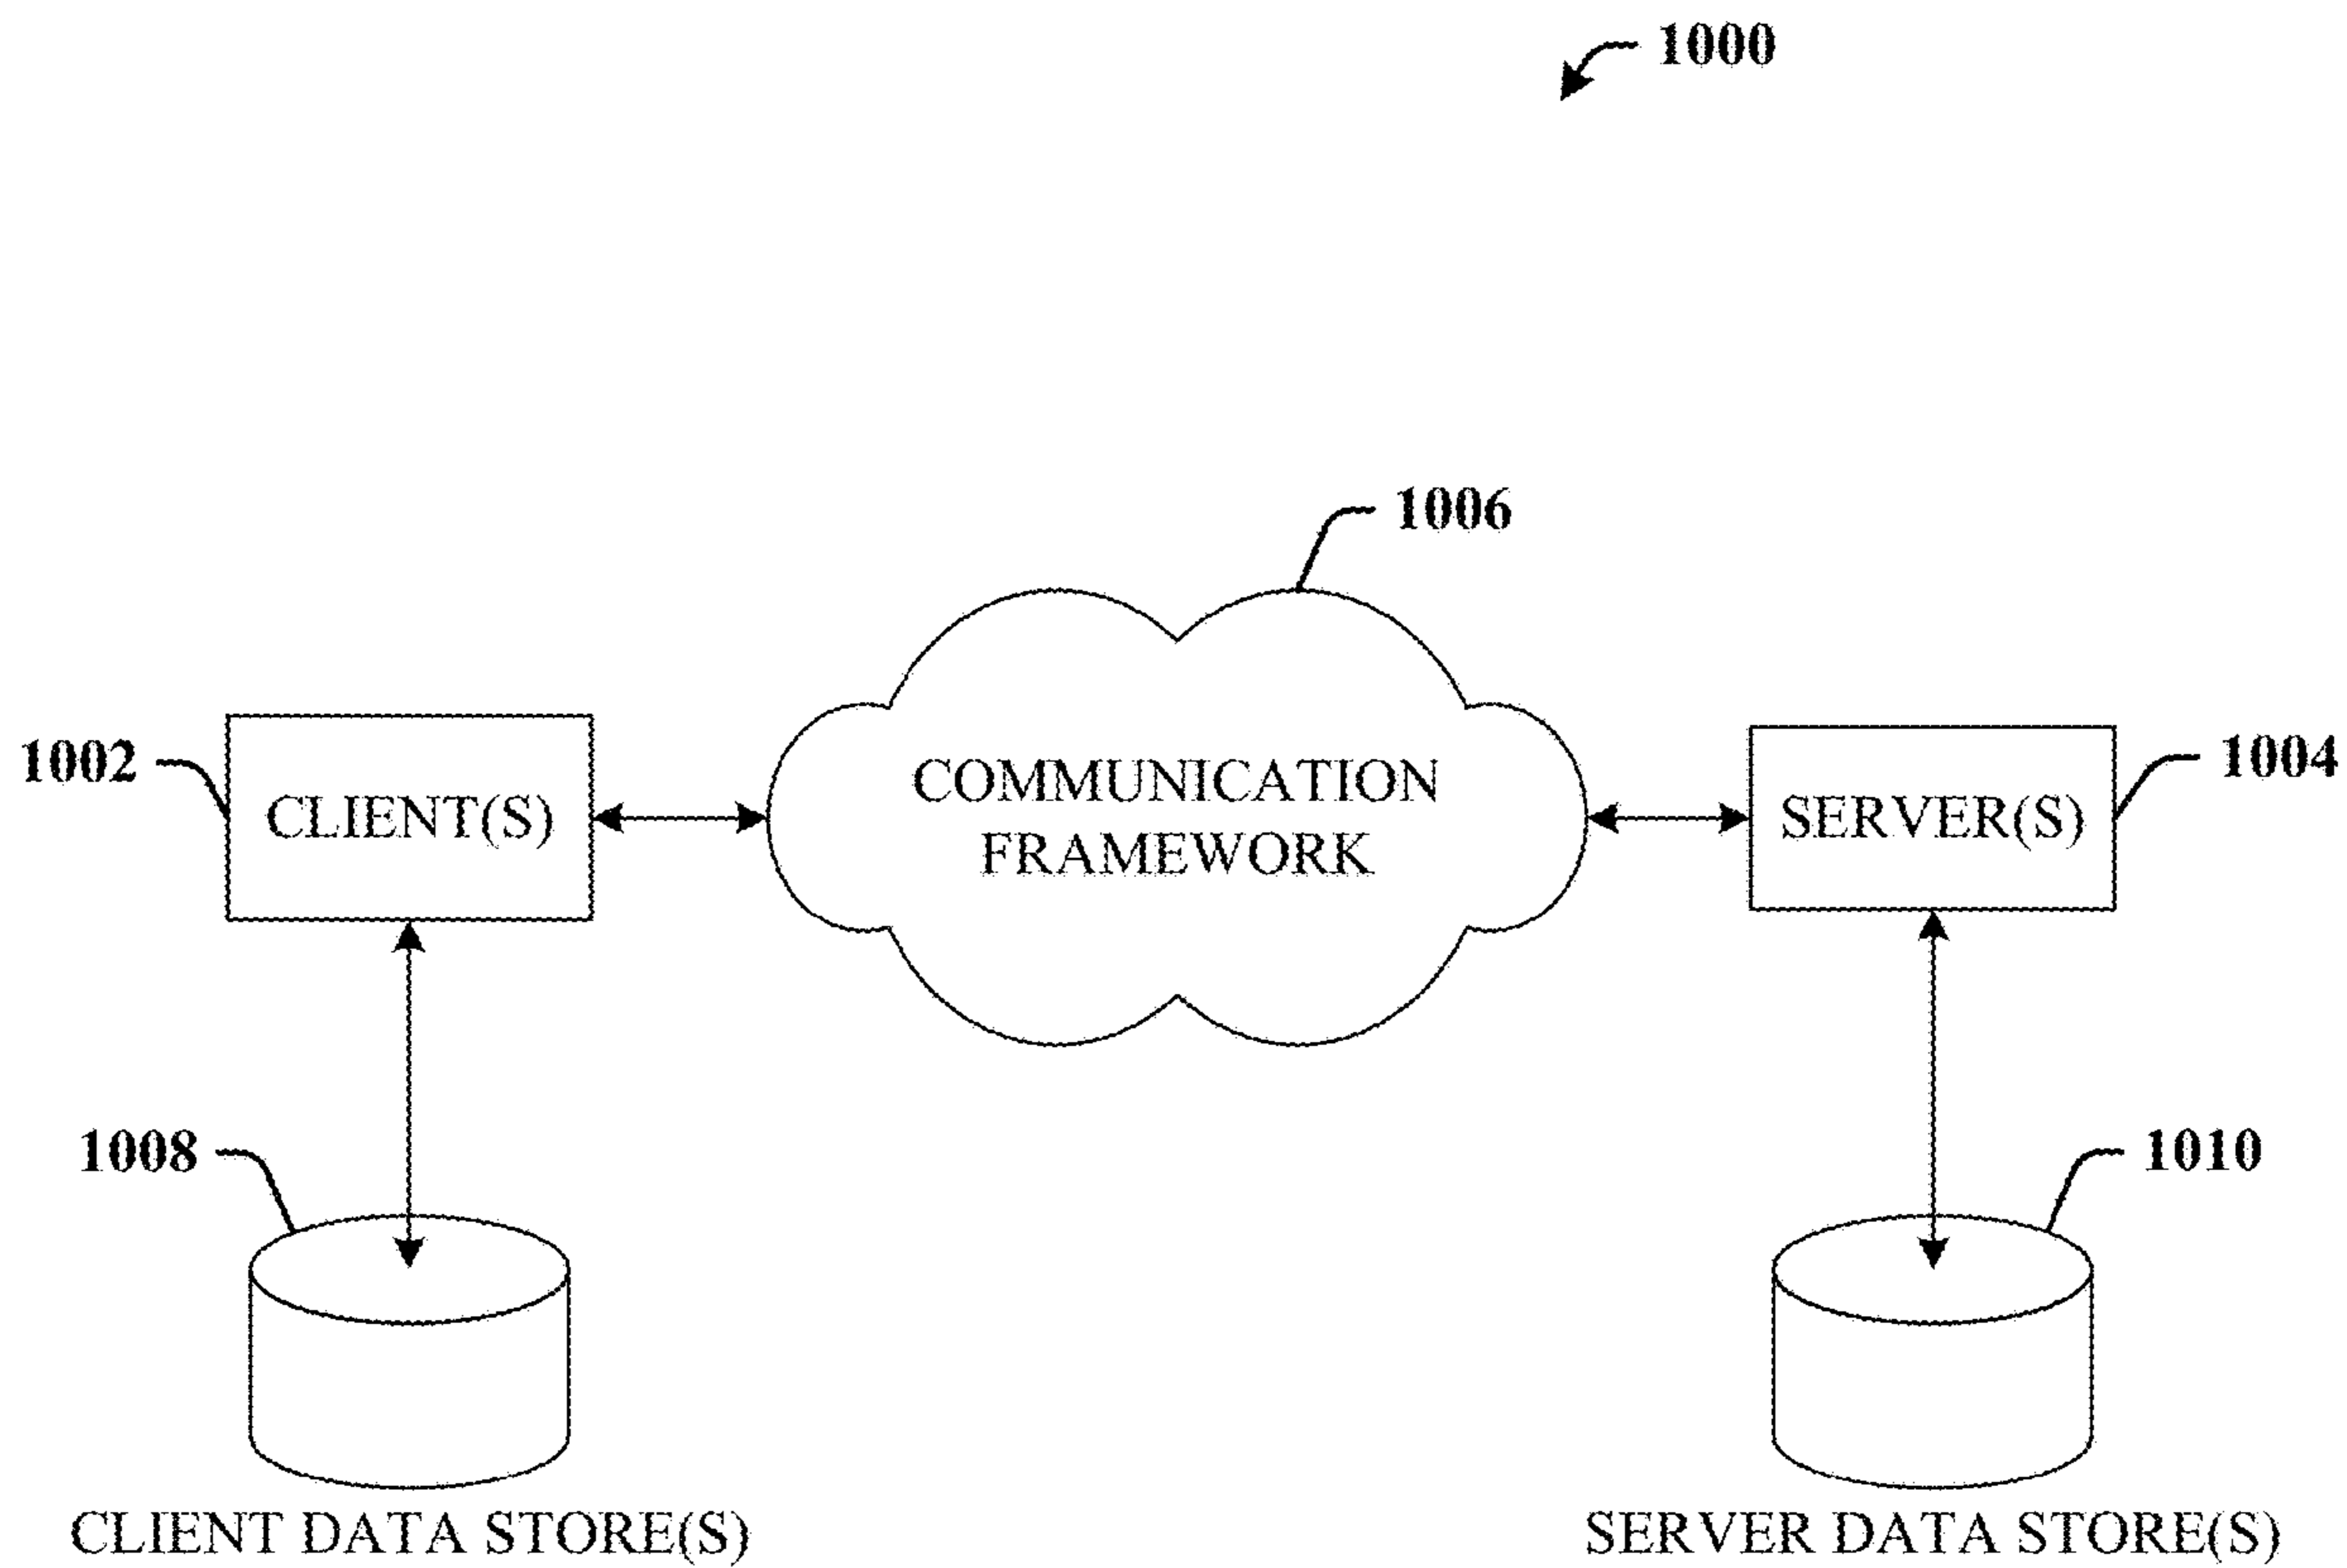 1000
1006
1002
CLIENT(S)
COMMUNICATION
FRAMEWORK
SERVER(S)
1004
1008
1010
CLIENT DATA STORE(S)
SERVER DATA STORE(S)